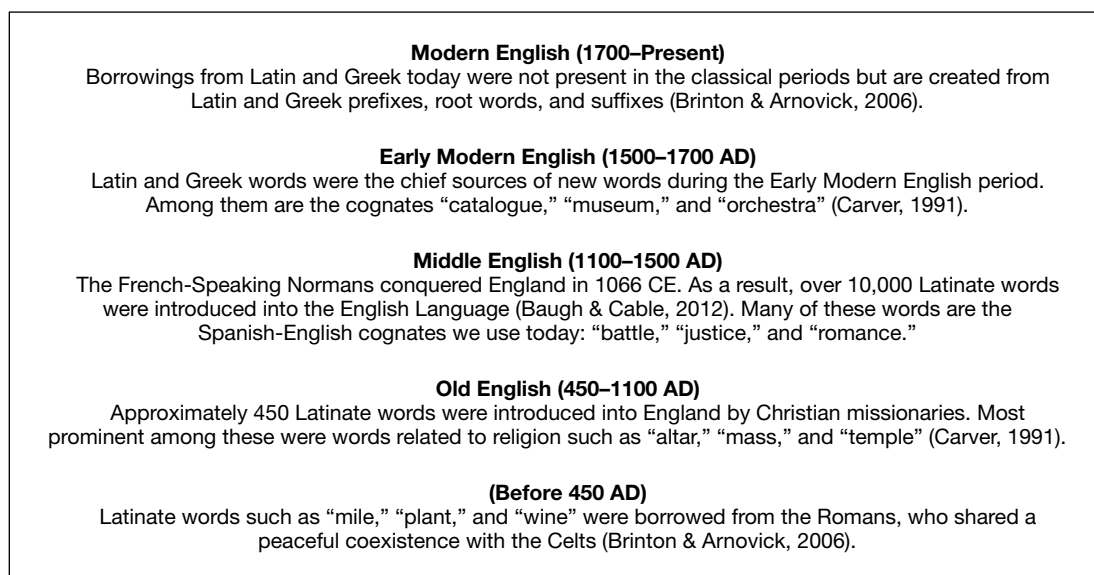 Modern English (1700–Present)
Borrowings from Latin and Greek today were not present in the classical periods but are created from
Latin and Greek prefixes, root words, and suffixes (Brinton & Arnovick, 2006).
Early Modern English (1500–1700 AD)
Latin and Greek words were the chief sources of new words during the Early Modern English period.
Among them are the cognates “catalogue,” “museum,” and “orchestra” (Carver, 1991).
Middle English (1100–1500 AD)
The French-Speaking Normans conquered England in 1066 CE. As a result, over 10,000 Latinate words
were introduced into the English Language (Baugh & Cable, 2012). Many of these words are the
Spanish-English cognates we use today: “battle,” “justice,” and “romance.”
Old English (450–1100 AD)
Approximately 450 Latinate words were introduced into England by Christian missionaries. Most
prominent among these were words related to religion such as “altar,” “mass,” and “temple” (Carver, 1991).
(Before 450 AD)
Latinate words such as “mile,” “plant,” and “wine” were borrowed from the Romans, who shared a
peaceful coexistence with the Celts (Brinton & Arnovick, 2006).